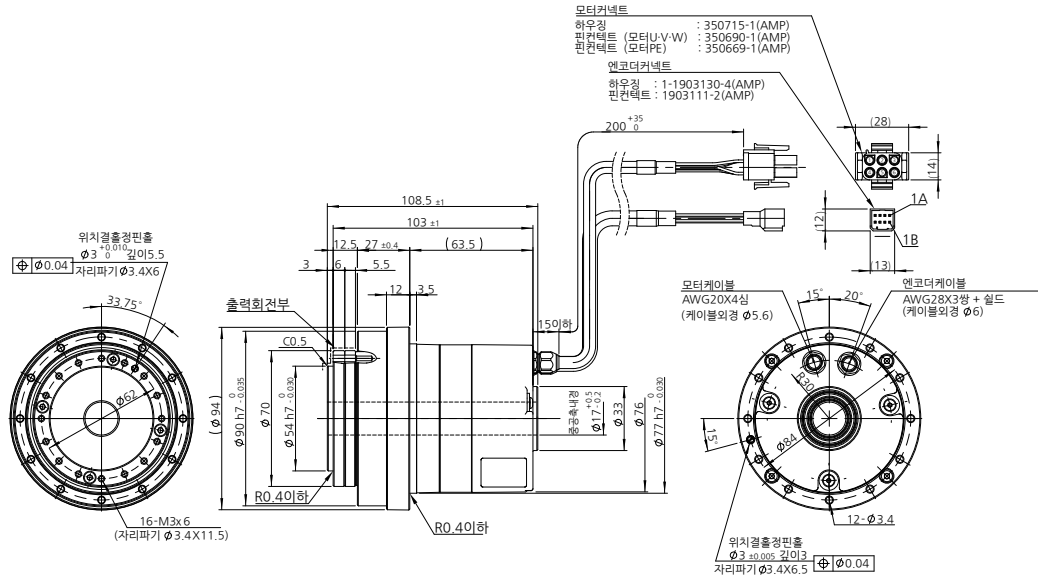 모터커넥트
하우징 : 350715-1(AMP)
핀컨텍트 (모터U·V·W) : 350690-1(AMP)
핀컨텍트 (모터PE) : 350669-1(AMP)
엔코더커넥트
하우징 : 1-1903130-4(AMP)
핀컨텍트 : 1903111-2(AMP)
200 +35 0
(28)
(14)
(12)
1A
1B
(13)
108.5 ±1
103 ±1
12.5
27 ±0.4
(63.5)
3
6
5.5
12
3.5
15이하
출력회전부
C0.5
(ϕ94)
ϕ90 h7 0 -0.035
ϕ70
ϕ54 h7 0 -0.030
중공축내경
ϕ17 +0.5 -0.2
ϕ33
ϕ76
ϕ77 h7 0 -0.030
R0.4이하
R0.4이하
위치결홀정핀홀
ϕ3 +0.010 0 깊이5.5
ϕ0.04
자리파기 ϕ3.4X6
33.75°
ϕ62
16-M3x6
(자리파기 ϕ3.4X11.5)
모터케이블
AWG20X4심
(케이블외경 ϕ5.6)
15°
20°
엔코더케이블
AWG28X3쌍 + 쉴드
(케이블외경 ϕ6)
R30
15°
ϕ84
12-ϕ3.4
위치결홀정핀홀
ϕ3 ±0.005 깊이3
ϕ0.04
자리파기 ϕ3.4X6.5